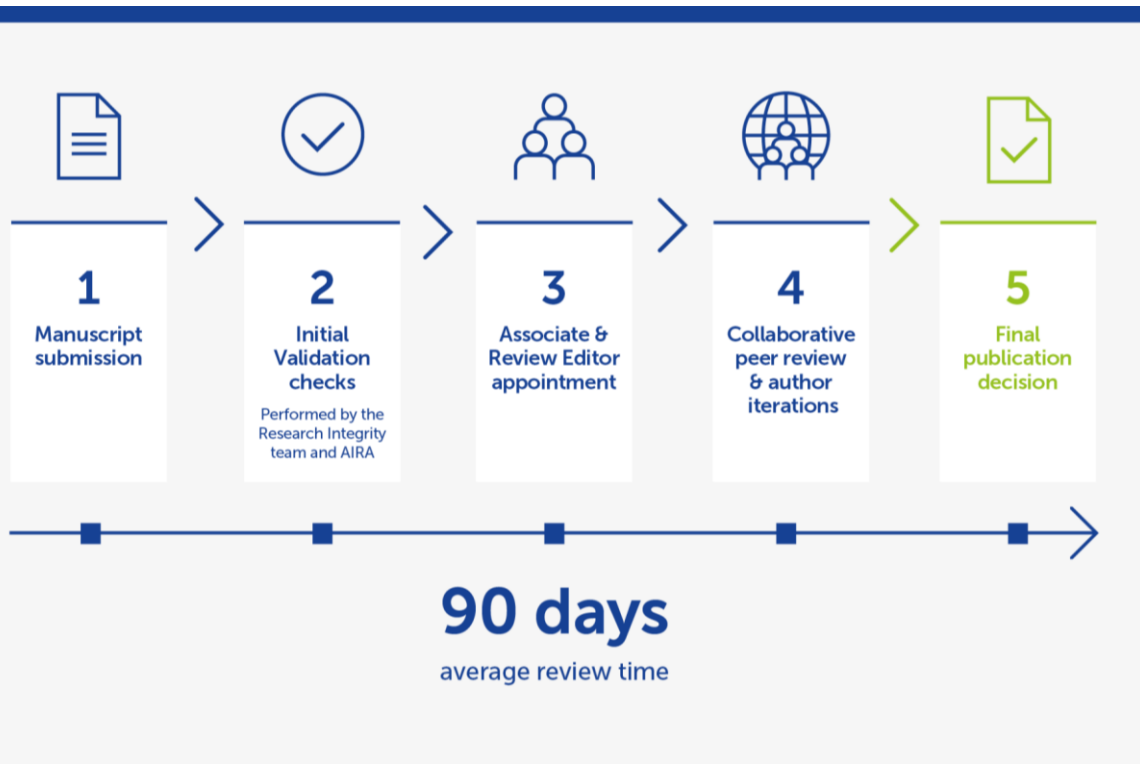 1
Manuscript
submission
2
Initial
Validation
checks
Performed by the
Research Integrity
team and AIRA
3
Associate &
Review Editor
appointment
4
Collaborative
peer review
& author
iterations
5
Final
publication
decision
90 days
average review time